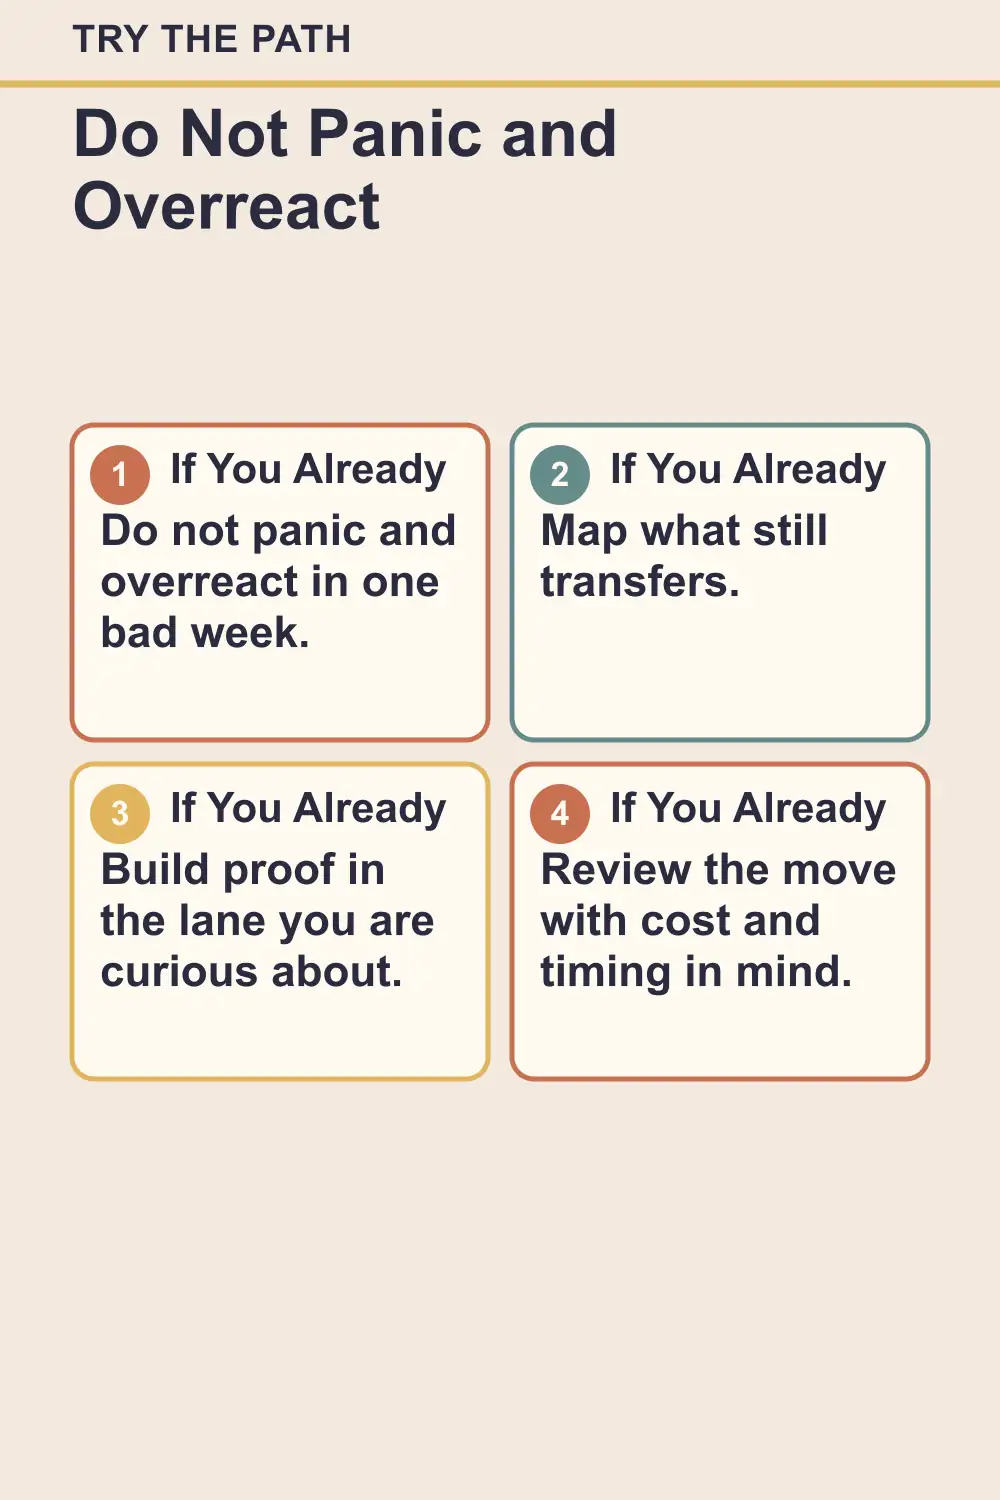 TRY THE PATH
Do Not Panic and
Overreact
1 If You Already
Do not panic and
overreact in one
bad week.
2 If You Already
Map what still
transfers.
3 If You Already
Build proof in
the lane you are
curious about.
4 If You Already
Review the move
with cost and
timing in mind.